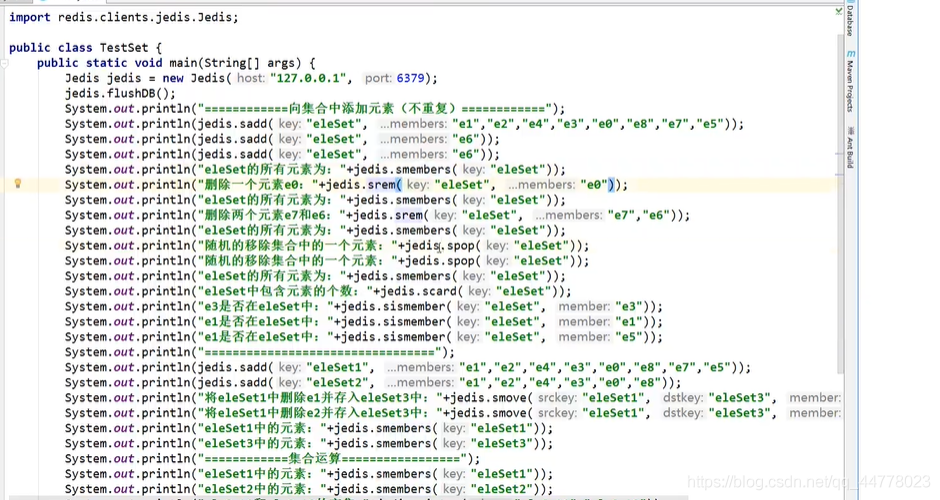 import redis.clients.jedis.Jedis;
public class TestSet {
public static void main(String[] args) {
Jedis jedis = new Jedis( host: "127.0.0.1", port: 6379);
jedis.flushDB();
System.out.println("============向集合中添加元素（不重复）============");
System.out.println(jedis.sadd( key: "eleSet", ...members: "e1","e2","e4","e3","e0","e8","e7","e5"));
System.out.println(jedis.sadd( key: "eleSet", ...members: "e6"));
System.out.println(jedis.sadd( key: "eleSet", ...members: "e6"));
System.out.println("eleSet的所有元素为："+jedis.smembers( key: "eleSet"));
System.out.println("删除一个元素e0："+jedis.srem( key: "eleSet", ...members: "e0"));
System.out.println("eleSet的所有元素为："+jedis.smembers( key: "eleSet"));
System.out.println("删除两个元素e7和e6："+jedis.srem( key: "eleSet", ...members: "e7","e6"));
System.out.println("eleSet的所有元素为："+jedis.smembers( key: "eleSet"));
System.out.println("随机的移除集合中的一个元素："+jedis.spop( key: "eleSet"));
System.out.println("随机的移除集合中的一个元素："+jedis.spop( key: "eleSet"));
System.out.println("eleSet的所有元素为："+jedis.smembers( key: "eleSet"));
System.out.println("eleSet中包含元素的个数："+jedis.scard( key: "eleSet"));
System.out.println("e3是否在eleSet中："+jedis.sismember( key: "eleSet", member: "e3"));
System.out.println("e1是否在eleSet中："+jedis.sismember( key: "eleSet", member: "e1"));
System.out.println("e1是否在eleSet中："+jedis.sismember( key: "eleSet", member: "e5"));
System.out.println("=================================");
System.out.println(jedis.sadd( key: "eleSet1", ...members: "e1","e2","e4","e3","e0","e8","e7","e5"));
System.out.println(jedis.sadd( key: "eleSet2", ...members: "e1","e2","e4","e3","e0","e8"));
System.out.println("将eleSet1中删除e1并存入eleSet3中："+jedis.smove( srckey: "eleSet1", dstkey: "eleSet3", member:
System.out.println("将eleSet1中删除e2并存入eleSet3中："+jedis.smove( srckey: "eleSet1", dstkey: "eleSet3", member:
System.out.println("eleSet1中的元素："+jedis.smembers( key: "eleSet1"));
System.out.println("eleSet3中的元素："+jedis.smembers( key: "eleSet3"));
System.out.println("============集合运算=================");
System.out.println("eleSet1中的元素："+jedis.smembers( key: "eleSet1"));
System.out.println("eleSet2中的元素："+jedis.smembers( key: "eleSet2"));
Database
Maven Projects
Ant Build
https://blog.csdn.net/qq_44778023